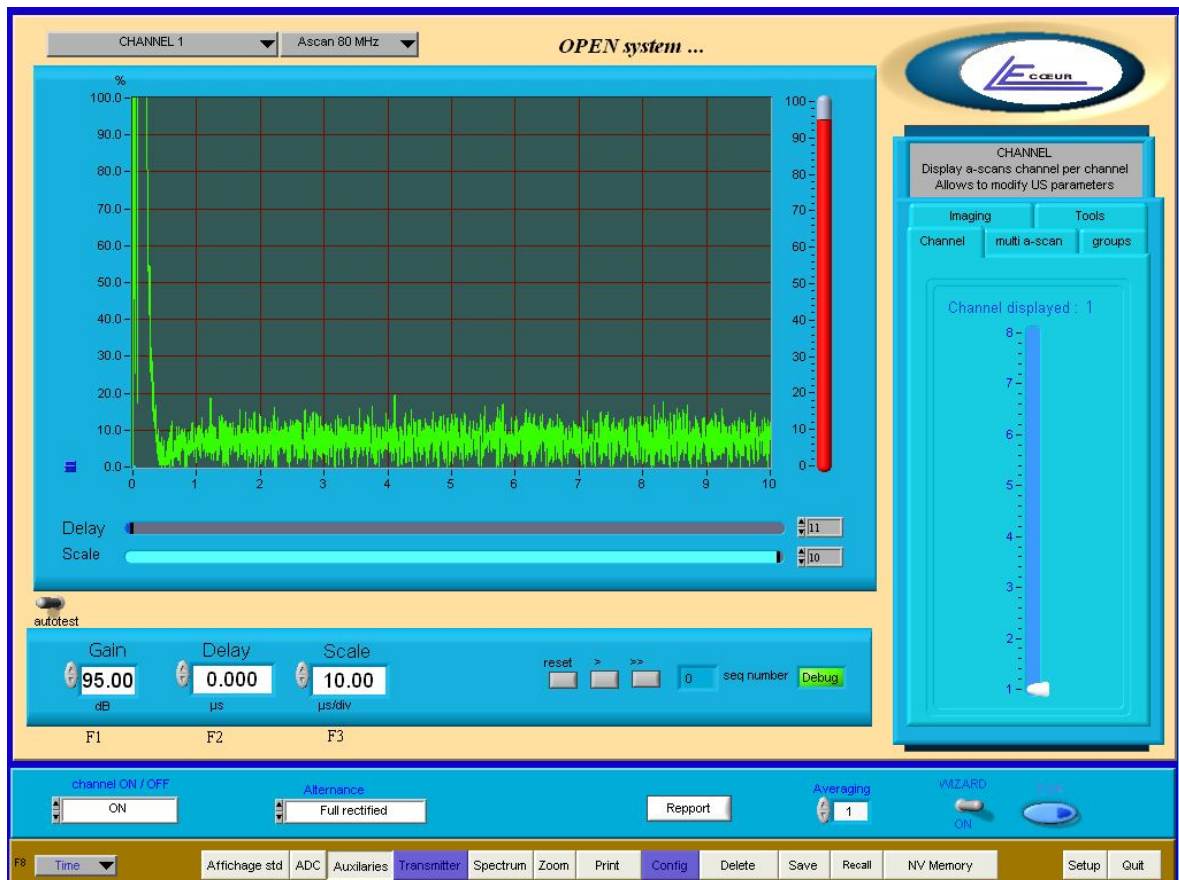 CHANNEL 1
Ascan 80 MHz
OPEN system ...
LE CŒUR
%
100.0
90.0
80.0
70.0
60.0
50.0
40.0
30.0
20.0
10.0
0.0
0 1 2 3 4 5 6 7 8 9 10
100
90
80
70
60
50
40
30
20
10
0
Delay 11
Scale 10
CHANNEL
Display a-scans channel per channel
Allows to modify US parameters
Imaging Tools
Channel multi a-scan groups
Channel displayed : 1
8
7
6
5
4
3
2
1
autotest
Gain Delay Scale
95.00 0.000 10.00
dB µs µs/div
F1 F2 F3
reset > >> 0 seq number Debug
channel ON / OFF
ON
Alternance
Full rectified
Repport
Averaging
1
WIZARD
ON
F8 Time Affichage std ADC Auxilaries Transmitter Spectrum Zoom Print Config Delete Save Recall NV Memory Setup Quit